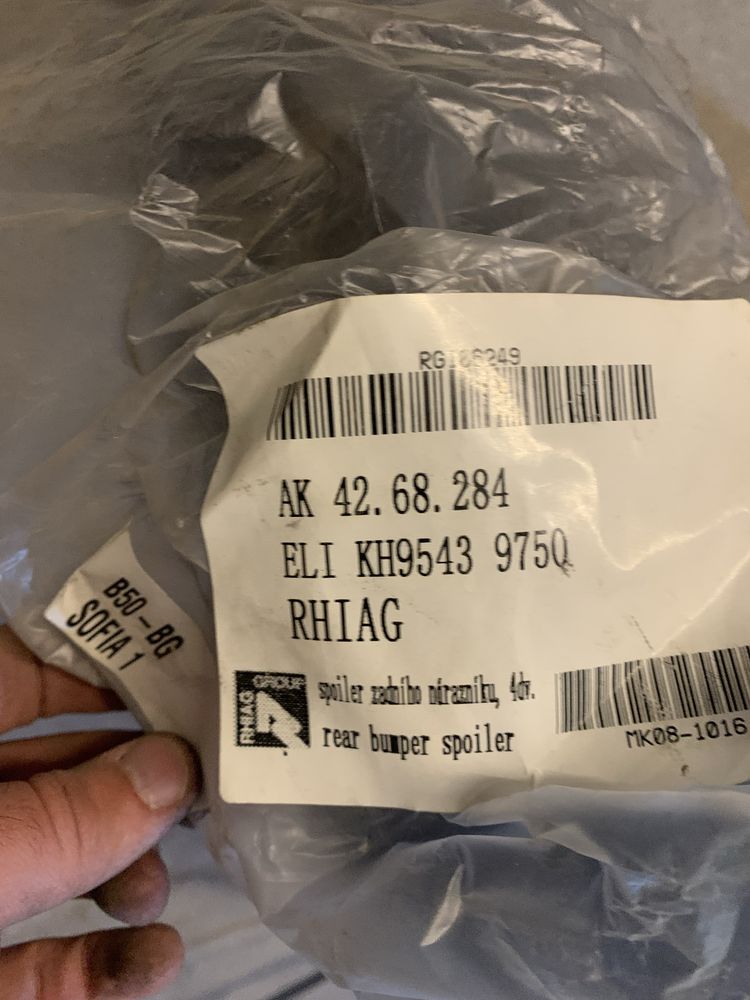 AK 42.68.284
ELI KH9543 975Q
RHIAG
RHIAG GROUP
spoiler zadního nárazníku, 4dv.
rear bumper spoiler
MK08-1016
B50-BG
SOFIA 1